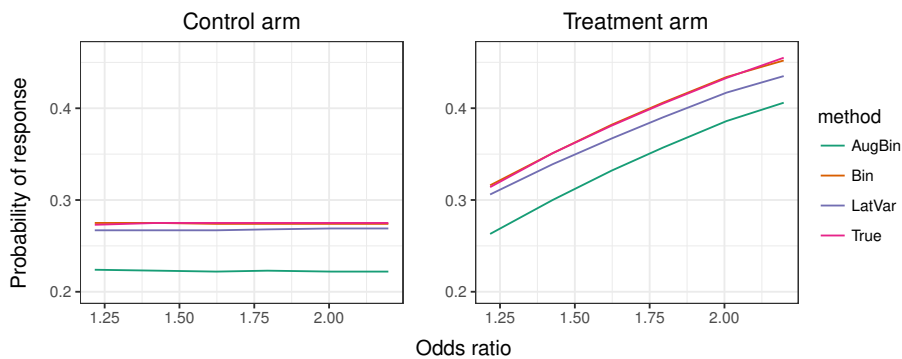 Control arm
Treatment arm
Probability of response
0.4
0.3
0.2
1.25 1.50 1.75 2.00
0.4
0.3
0.2
1.25 1.50 1.75 2.00
Odds ratio
method
AugBin
Bin
LatVar
True